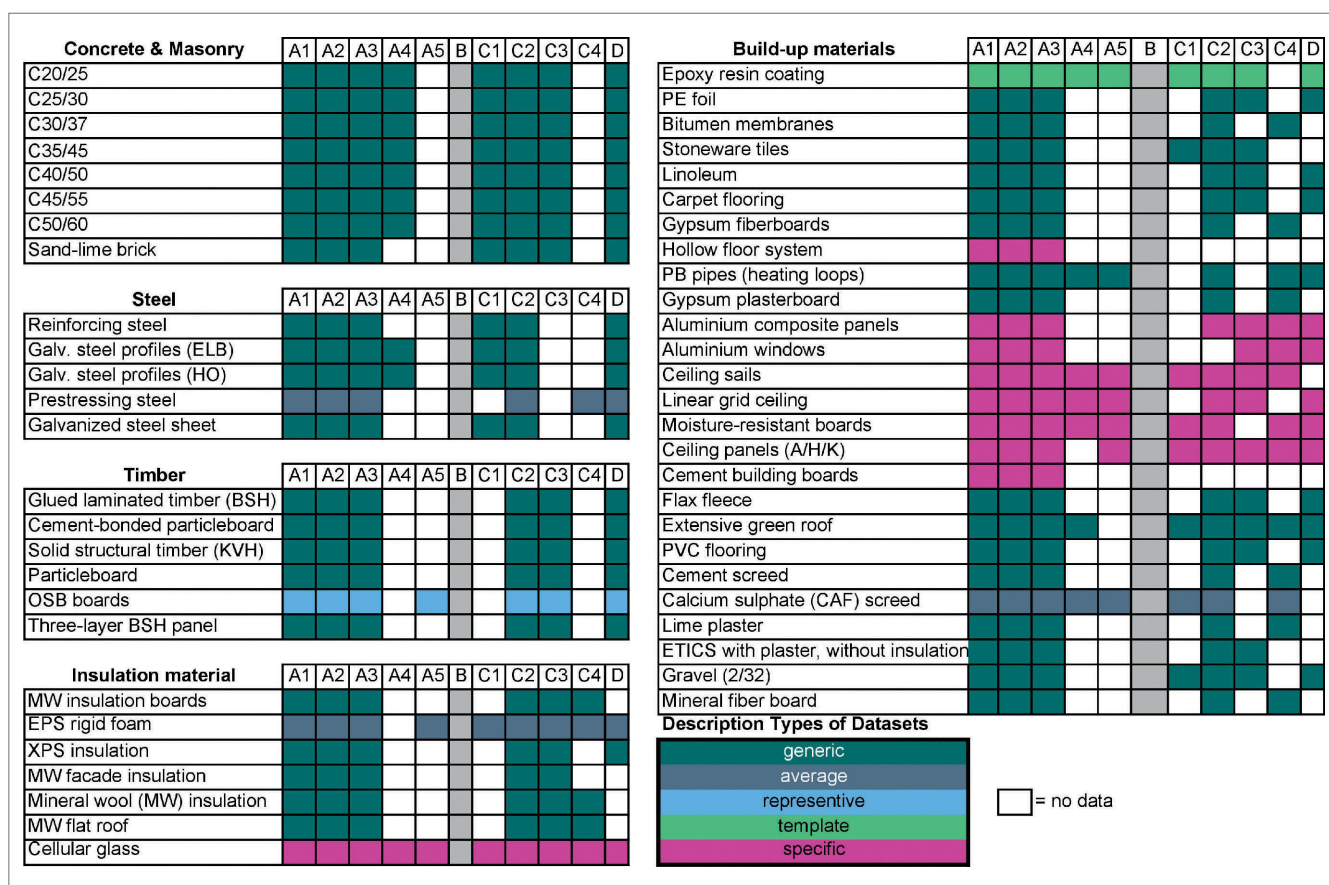 Concrete & Masonry A1 A2 A3 A4 A5 B C1 C2 C3 C4 D
C20/25
C25/30
C30/37
C35/45
C40/50
C45/55
C50/60
Sand-lime brick
Steel A1 A2 A3 A4 A5 B C1 C2 C3 C4 D
Reinforcing steel
Galv. steel profiles (ELB)
Galv. steel profiles (HO)
Prestressing steel
Galvanized steel sheet
Timber A1 A2 A3 A4 A5 B C1 C2 C3 C4 D
Glued laminated timber (BSH)
Cement-bonded particleboard
Solid structural timber (KVH)
Particleboard
OSB boards
Three-layer BSH panel
Insulation material A1 A2 A3 A4 A5 B C1 C2 C3 C4 D
MW insulation boards
EPS rigid foam
XPS insulation
MW facade insulation
Mineral wool (MW) insulation
MW flat roof
Cellular glass
Build-up materials A1 A2 A3 A4 A5 B C1 C2 C3 C4 D
Epoxy resin coating
PE foil
Bitumen membranes
Stoneware tiles
Linoleum
Carpet flooring
Gypsum fiberboards
Hollow floor system
PB pipes (heating loops)
Gypsum plasterboard
Aluminium composite panels
Aluminium windows
Ceiling sails
Linear grid ceiling
Moisture-resistant boards
Ceiling panels (A/H/K)
Cement building boards
Flax fleece
Extensive green roof
PVC flooring
Cement screed
Calcium sulphate (CAF) screed
Lime plaster
ETICS with plaster, without insulation
Gravel (2/32)
Mineral fiber board
Description Types of Datasets
generic
average
representive
template
specific
= no data